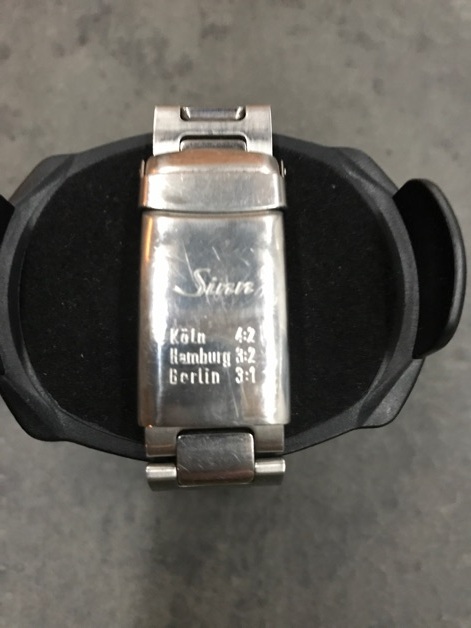 Sinn
Köln 4:2
Hamburg 3:2
Berlin 3:1